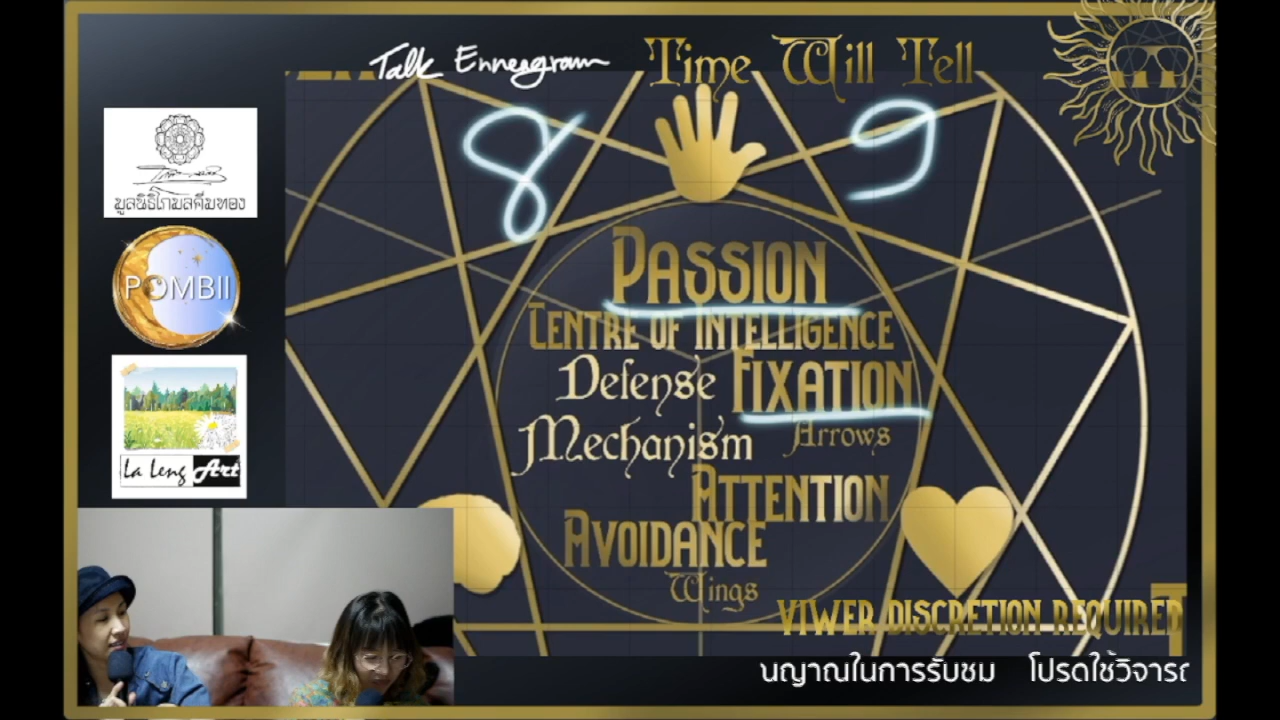 Talk Enneagram
Time Will Tell
8 9
มูลนิธิโกมลคีมทอง
POMBII
La Leng Art
PASSION
CENTRE OF INTELLIGENCE
Defense FIXATION
Mechanism Arrows
ATTENTION
AVOIDANCE
Wings
VIWER DISCRETION REQUIRED
นญาณในการรับชม โปรดใช้วิจารณ